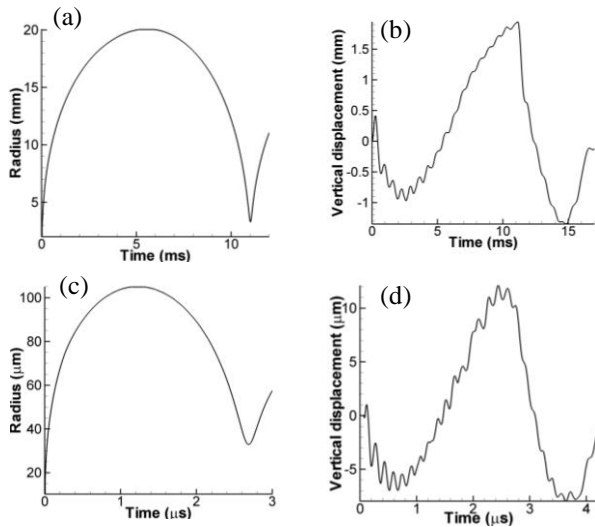 (a)
Radius (mm)
20
15
10
5
0
5
10
Time (ms)
(b)
Vertical displacement (mm)
1.5
1
0.5
0
-0.5
-1
0
5
10
15
Time (ms)
(c)
Radius (μm)
100
80
60
40
20
0
1
2
3
Time (μs)
(d)
Vertical displacement (μm)
10
5
0
-5
0
1
2
3
4
Time (μs)